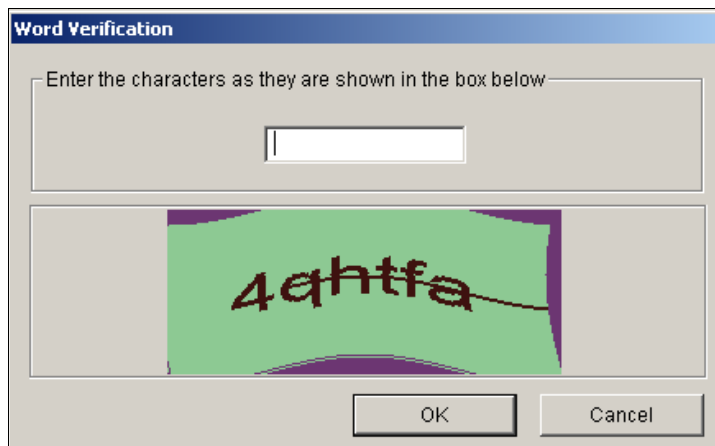 Word Verification
Enter the characters as they are shown in the box below
4qhtfa
OK
Cancel